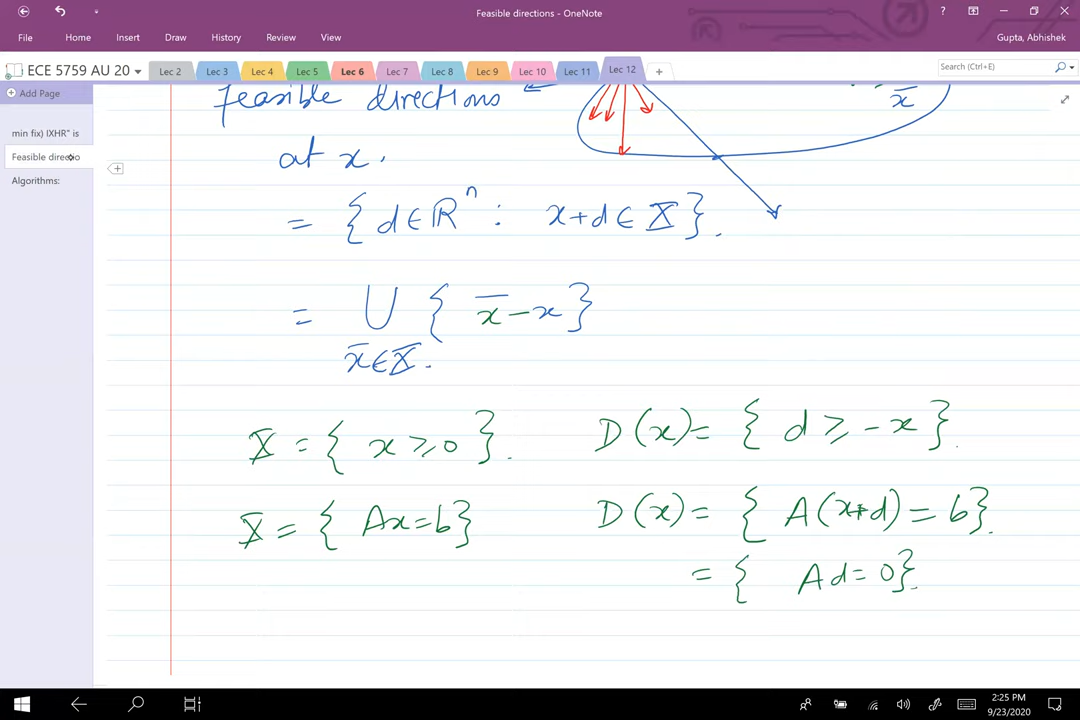 Feasible directions - OneNote
Gupta, Abhishek
File Home Insert Draw History Review View
ECE 5759 AU 20
Lec 2 Lec 3 Lec 4 Lec 5 Lec 6 Lec 7 Lec 8 Lec 9 Lec 10 Lec 11 Lec 12
Search (Ctrl+E)
Add Page
min f(x) IXHR" is
Feasible directio
Algorithms:
feasible directions
x̄
at x.
= { d ∈ ℝⁿ : x+d ∈ X }.
= ∪ { x̄ - x }
x̄ ∈ X.
X = { x ≥ 0 }. D(x) = { d ≥ -x }.
X = { Ax = b } D(x) = { A(x+d) = b }.
= { Ad = 0 }.
2:25 PM
9/23/2020